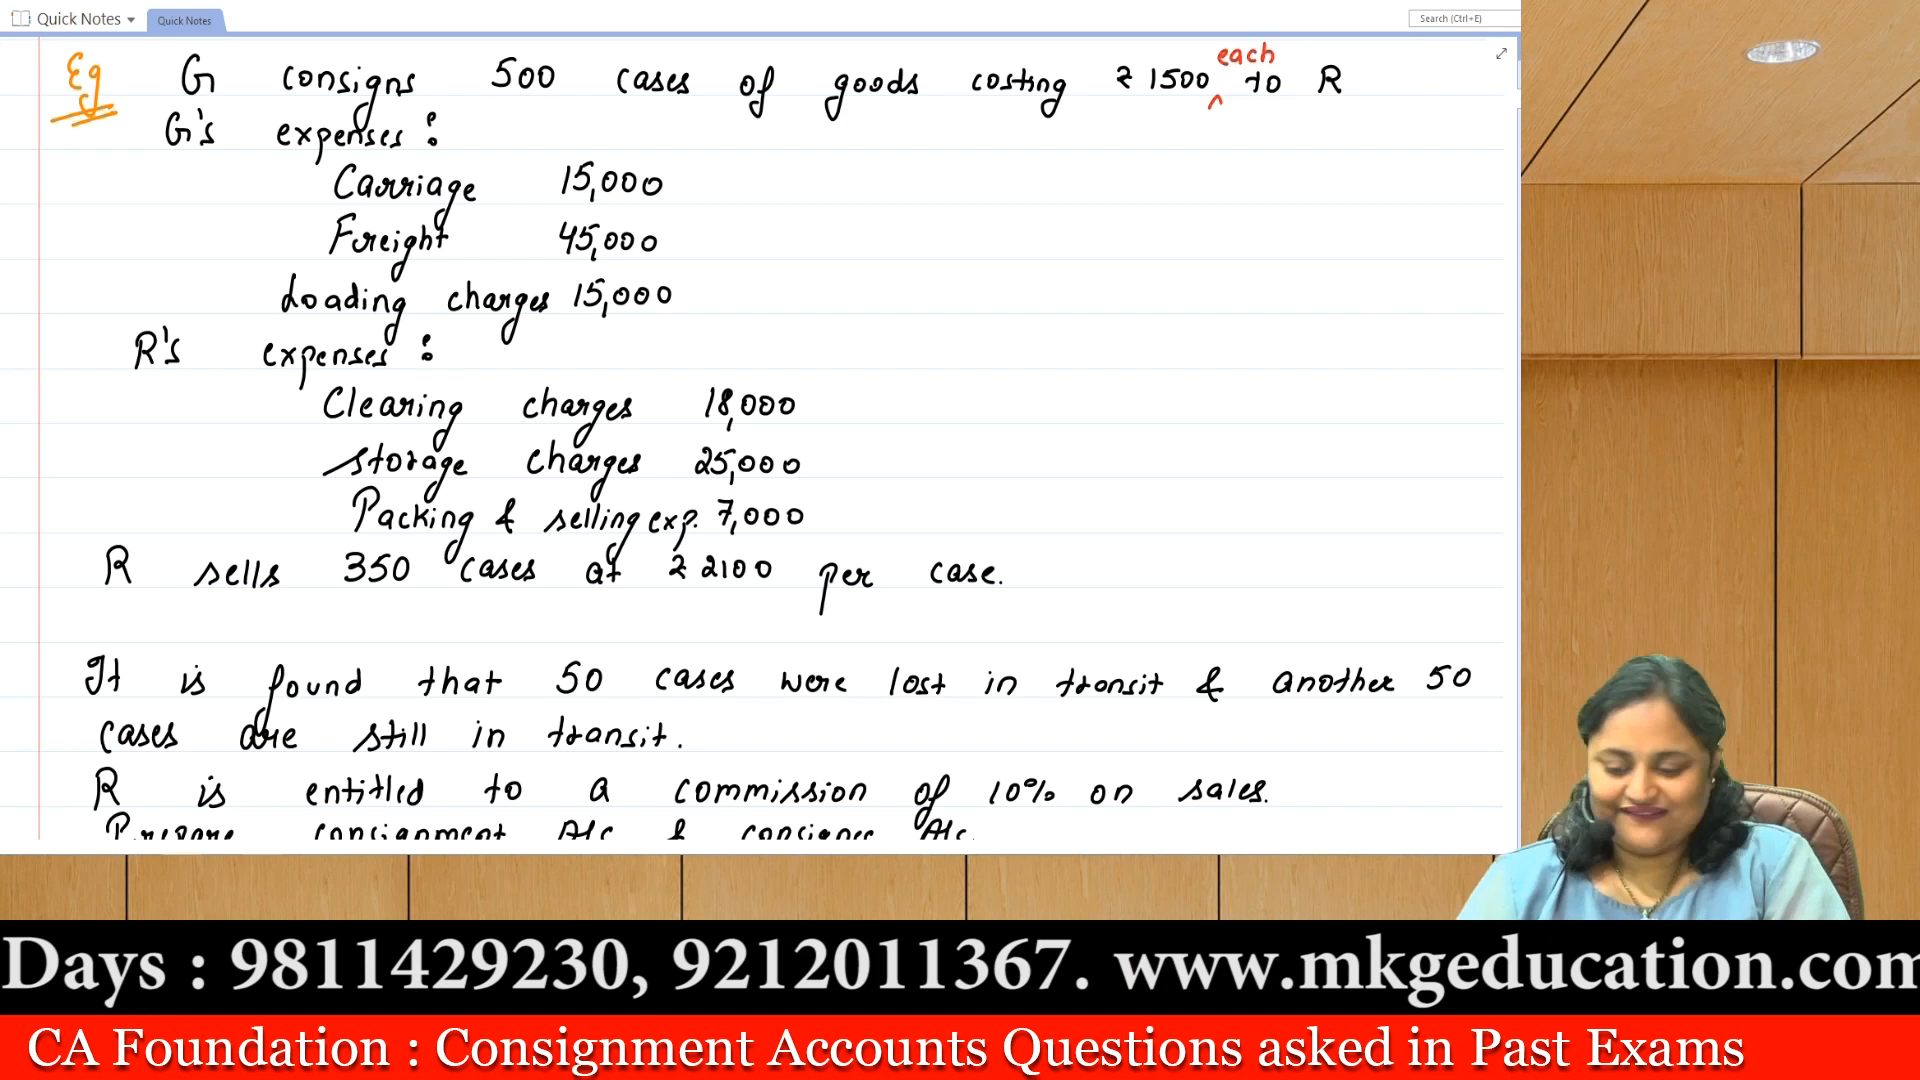 Quick Notes
Quick Notes
Search (Ctrl+E)
Eg G consigns 500 cases of goods costing ₹ 1500 each to R
G's expenses :
Carriage 15,000
Freight 45,000
Loading charges 15,000
R's expenses :
Clearing charges 18,000
Storage charges 25,000
Packing & selling exp. 7,000
R sells 350 cases at ₹ 2100 per case.
It is found that 50 cases were lost in transit & another 50
cases are still in transit.
R is entitled to a commission of 10% on sales.
Prepare consignment A/c & consignee A/c.
Days : 9811429230, 9212011367. www.mkgeducation.com
CA Foundation : Consignment Accounts Questions asked in Past Exams